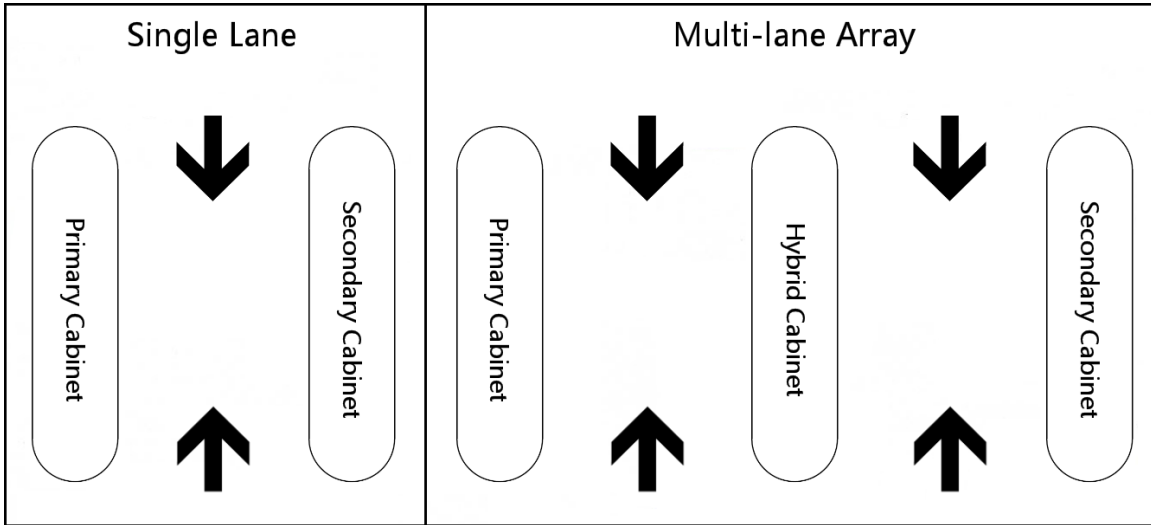 Single Lane
Primary Cabinet
Secondary Cabinet
Multi-lane Array
Primary Cabinet
Hybrid Cabinet
Secondary Cabinet